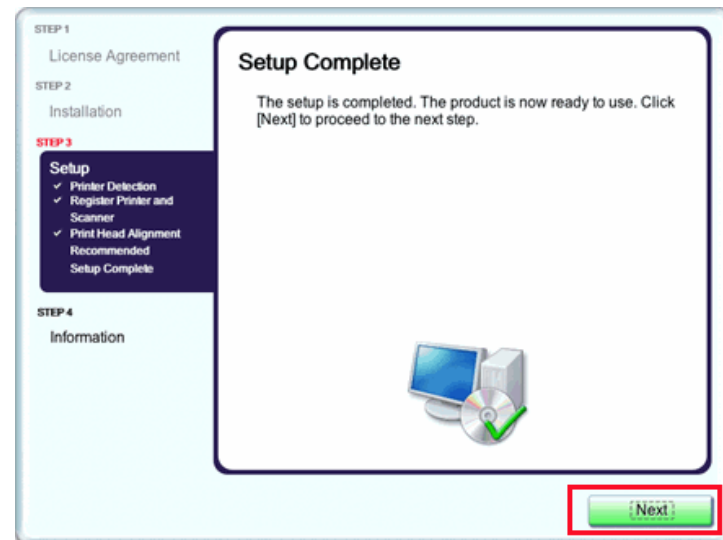 STEP 1
License Agreement
STEP 2
Installation
STEP 3
Setup
✓ Printer Detection
✓ Register Printer and
Scanner
✓ Print Head Alignment
Recommended
Setup Complete
STEP 4
Information
Setup Complete
The setup is completed. The product is now ready to use. Click
[Next] to proceed to the next step.
Next